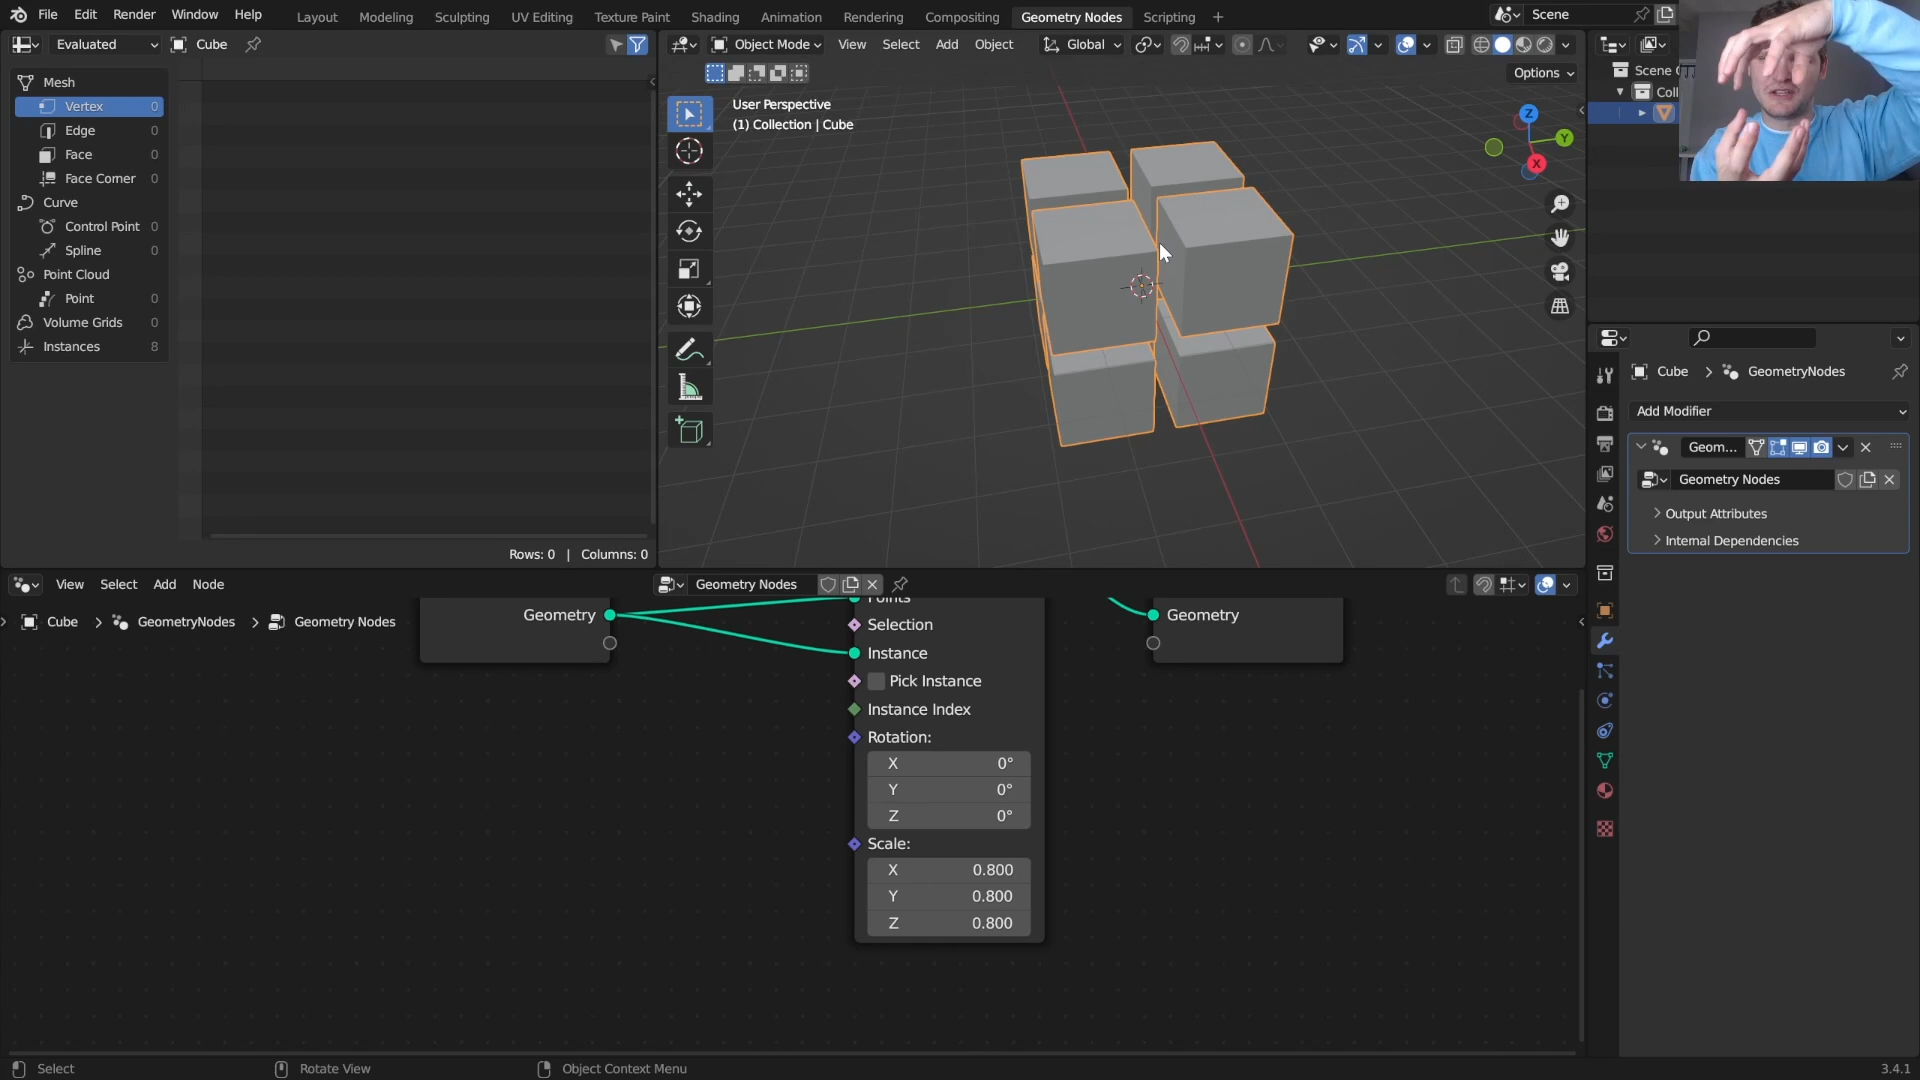 File Edit Render Window Help Layout Modeling Sculpting UV Editing Texture Paint Shading Animation Rendering Compositing Geometry Nodes Scripting + Scene
Evaluated Cube
Mesh
Vertex 0
Edge 0
Face 0
Face Corner 0
Curve
Control Point 0
Spline 0
Point Cloud
Point 0
Volume Grids 0
Instances 8
Rows: 0 | Columns: 0
Object Mode View Select Add Object Global
Options
User Perspective
(1) Collection | Cube
Z
Y
X
Scene
Coll
Cube > GeometryNodes
Add Modifier
Geom...
Geometry Nodes
Output Attributes
Internal Dependencies
View Select Add Node Geometry Nodes
Cube > GeometryNodes > Geometry Nodes
Geometry
Points
Selection
Instance
Pick Instance
Instance Index
Rotation:
X 0°
Y 0°
Z 0°
Scale:
X 0.800
Y 0.800
Z 0.800
Geometry
Select Rotate View Object Context Menu 3.4.1